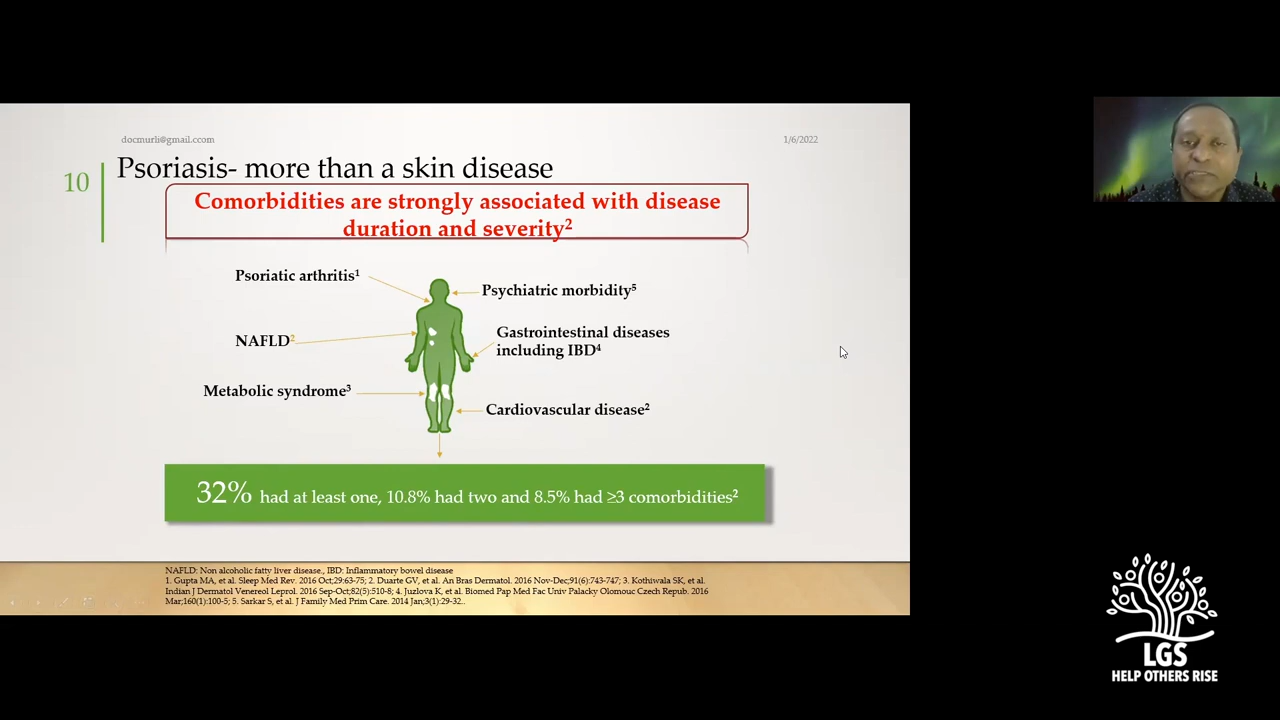 docmurli@gmail.ccom
1/6/2022
10
Psoriasis- more than a skin disease
Comorbidities are strongly associated with disease
duration and severity²
Psoriatic arthritis¹
Psychiatric morbidity⁵
NAFLD²
Gastrointestinal diseases
including IBD⁴
Metabolic syndrome³
Cardiovascular disease²
32% had at least one, 10.8% had two and 8.5% had ≥3 comorbidities²
NAFLD: Non alcoholic fatty liver disease., IBD: Inflammatory bowel disease
1. Gupta MA, et al. Sleep Med Rev. 2016 Oct;29:63-75; 2. Duarte GV, et al. An Bras Dermatol. 2016 Nov-Dec;91(6):743-747; 3. Kothiwala SK, et al.
Indian J Dermatol Venereol Leprol. 2016 Sep-Oct;82(5):510-8; 4. Juzlova K, et al. Biomed Pap Med Fac Univ Palacky Olomouc Czech Repub. 2016
Mar;160(1):100-5; 5. Sarkar S, et al. J Family Med Prim Care. 2014 Jan;3(1):29-32..
LGS
HELP OTHERS RISE